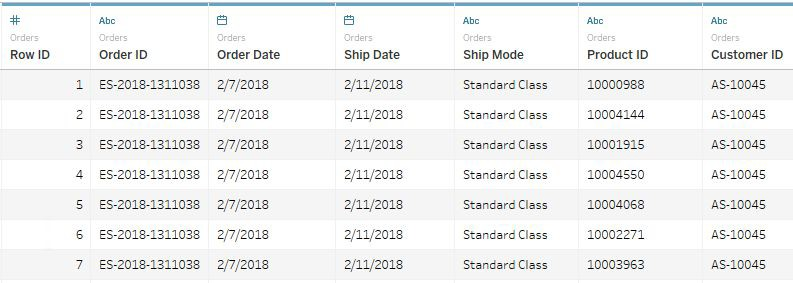 # Abc Abc Abc Abc
Orders Orders Orders Orders Orders Orders Orders
Row ID Order ID Order Date Ship Date Ship Mode Product ID Customer ID
1 ES-2018-1311038 2/7/2018 2/11/2018 Standard Class 10000988 AS-10045
2 ES-2018-1311038 2/7/2018 2/11/2018 Standard Class 10004144 AS-10045
3 ES-2018-1311038 2/7/2018 2/11/2018 Standard Class 10001915 AS-10045
4 ES-2018-1311038 2/7/2018 2/11/2018 Standard Class 10004550 AS-10045
5 ES-2018-1311038 2/7/2018 2/11/2018 Standard Class 10004068 AS-10045
6 ES-2018-1311038 2/7/2018 2/11/2018 Standard Class 10002271 AS-10045
7 ES-2018-1311038 2/7/2018 2/11/2018 Standard Class 10003963 AS-10045